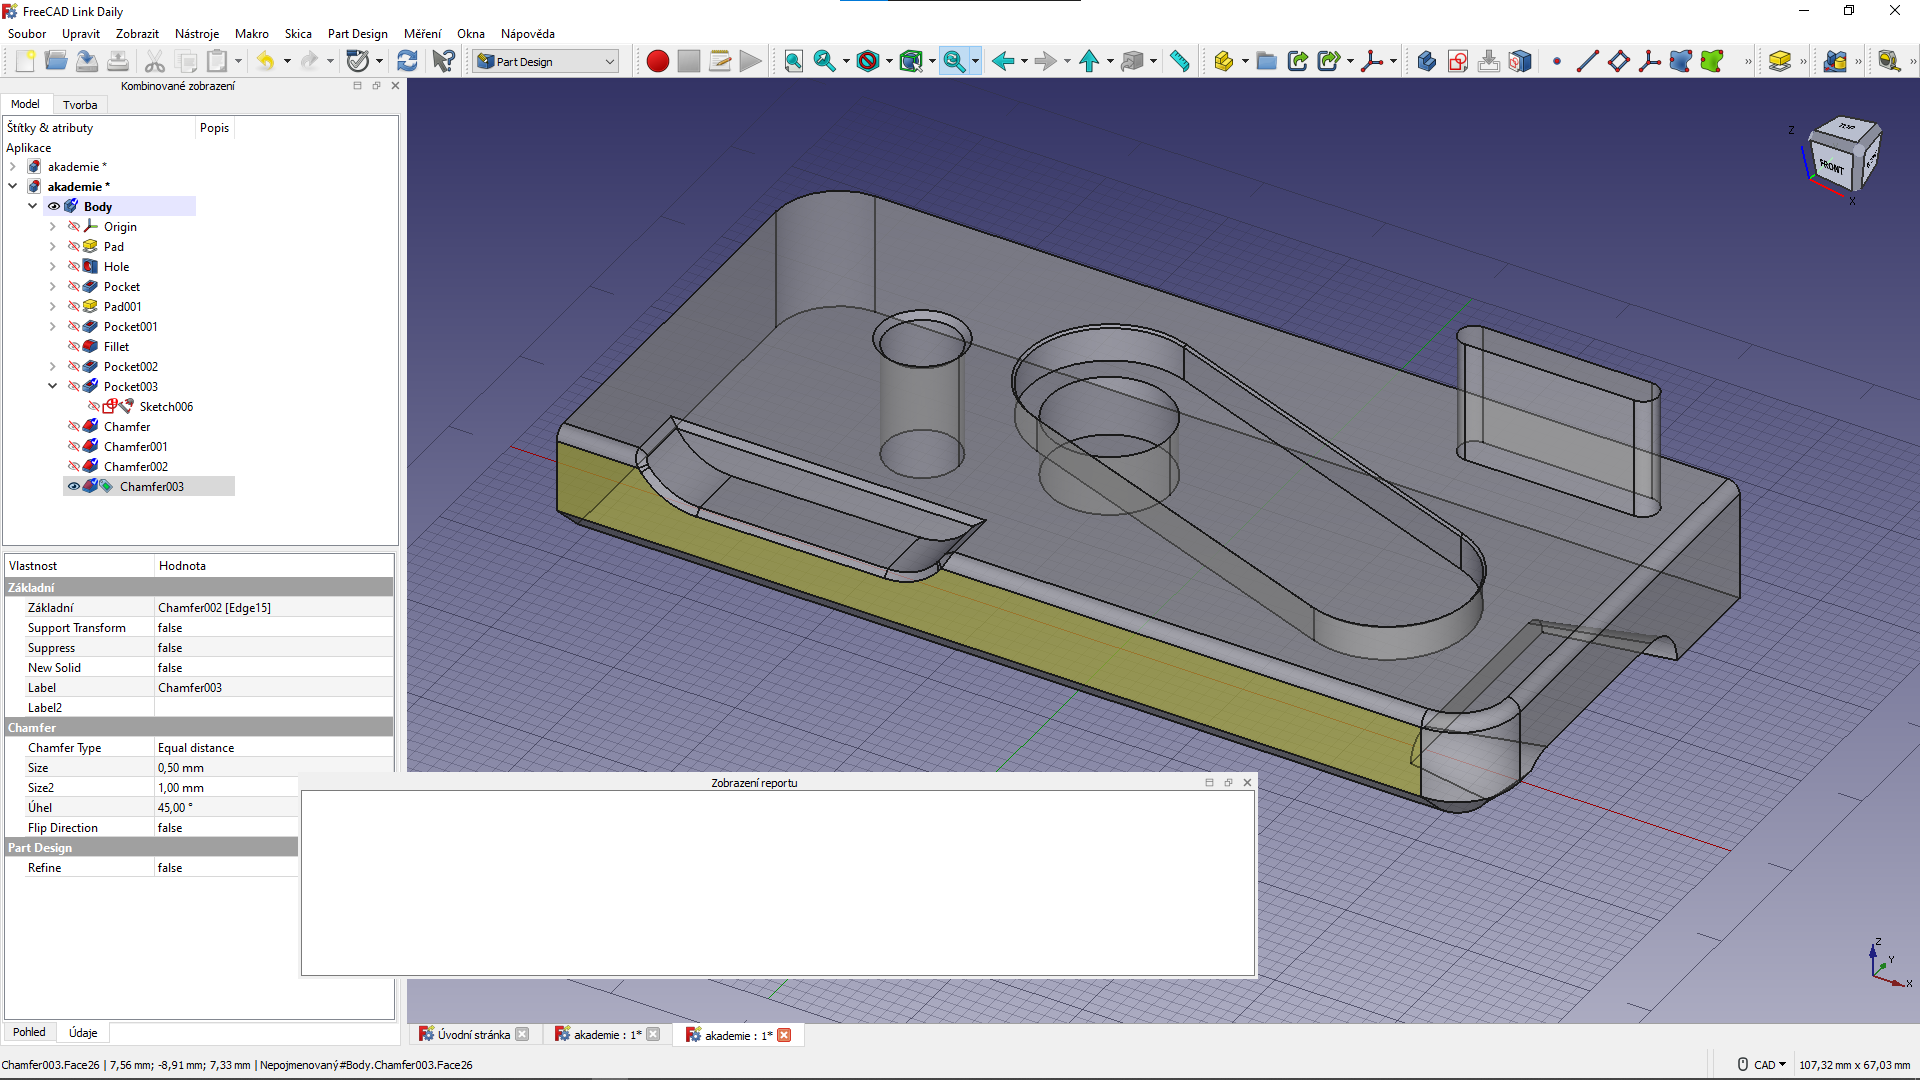 FreeCAD Link Daily
Soubor Upravit Zobrazit Nástroje Makro Skica Part Design Měření Okna Nápověda
Part Design
Kombinované zobrazení
Model Tvorba
Štítky & atributy Popis
Aplikace
akademie *
akademie *
Body
Origin
Pad
Hole
Pocket
Pad001
Pocket001
Fillet
Pocket002
Pocket003
Sketch006
Chamfer
Chamfer001
Chamfer002
Chamfer003
Z
TOP
FRONT
X
Vlastnost Hodnota
Základní
Základní Chamfer002 [Edge15]
Support Transform false
Suppress false
New Solid false
Label Chamfer003
Label2
Chamfer
Chamfer Type Equal distance
Size 0,50 mm
Size2 1,00 mm
Úhel 45,00 °
Flip Direction false
Part Design
Refine false
Zobrazení reportu
Z
Y
X
Pohled Údaje
Úvodní stránka akademie : 1* akademie : 1*
Chamfer003.Face26 | 7,56 mm; -8,91 mm; 7,33 mm | Nepojmenovaný#Body.Chamfer003.Face26
CAD 107,32 mm x 67,03 mm